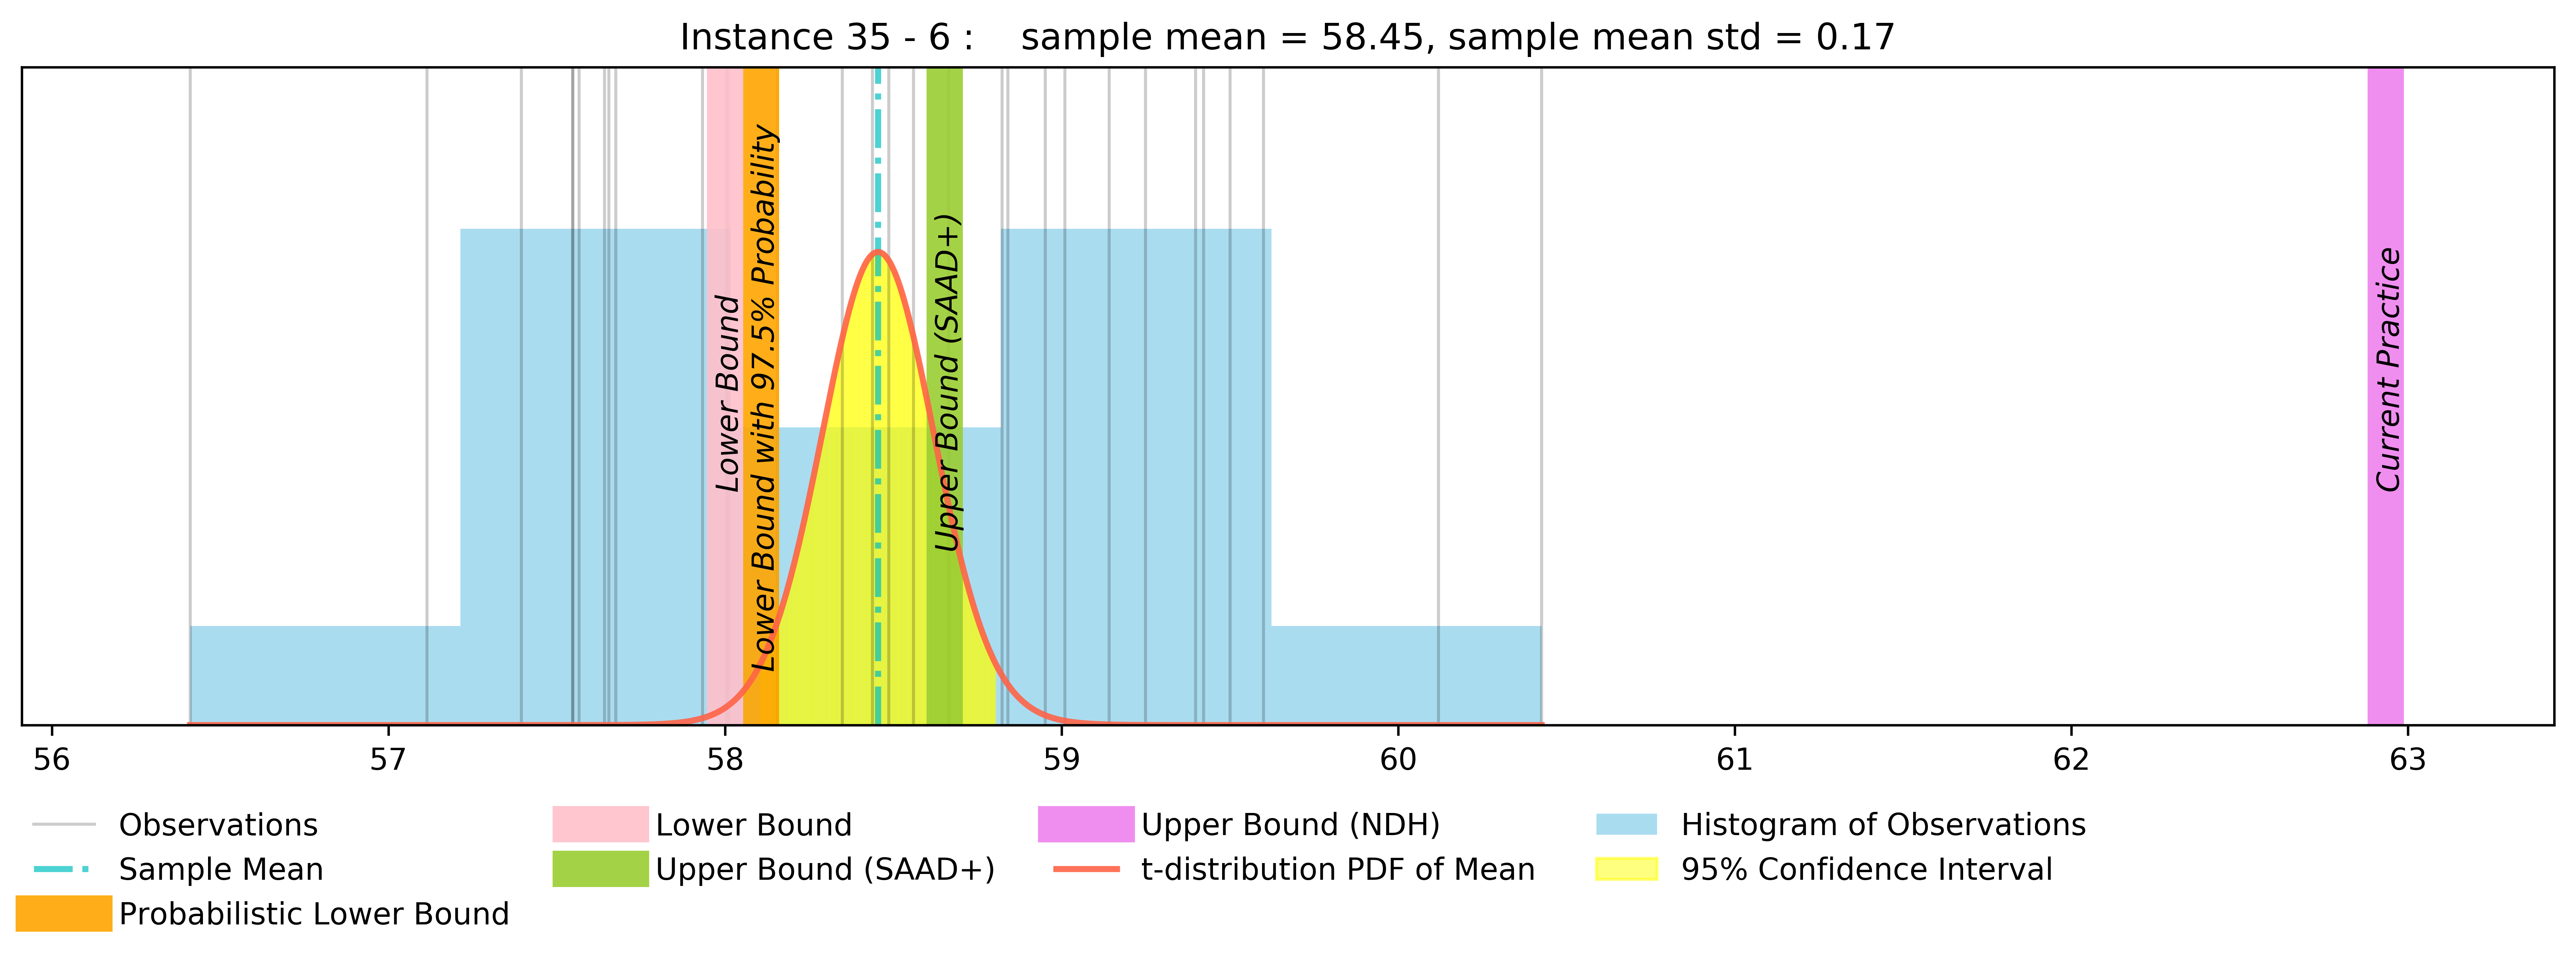 Instance 35 - 6 :    sample mean = 58.45, sample mean std = 0.17
Lower Bound
Lower Bound with 97.5% Probability
Upper Bound (SAAD+)
Current Practice
56 57 58 59 60 61 62 63
Observations
Sample Mean
Probabilistic Lower Bound
Lower Bound
Upper Bound (SAAD+)
Upper Bound (NDH)
t-distribution PDF of Mean
Histogram of Observations
95% Confidence Interval